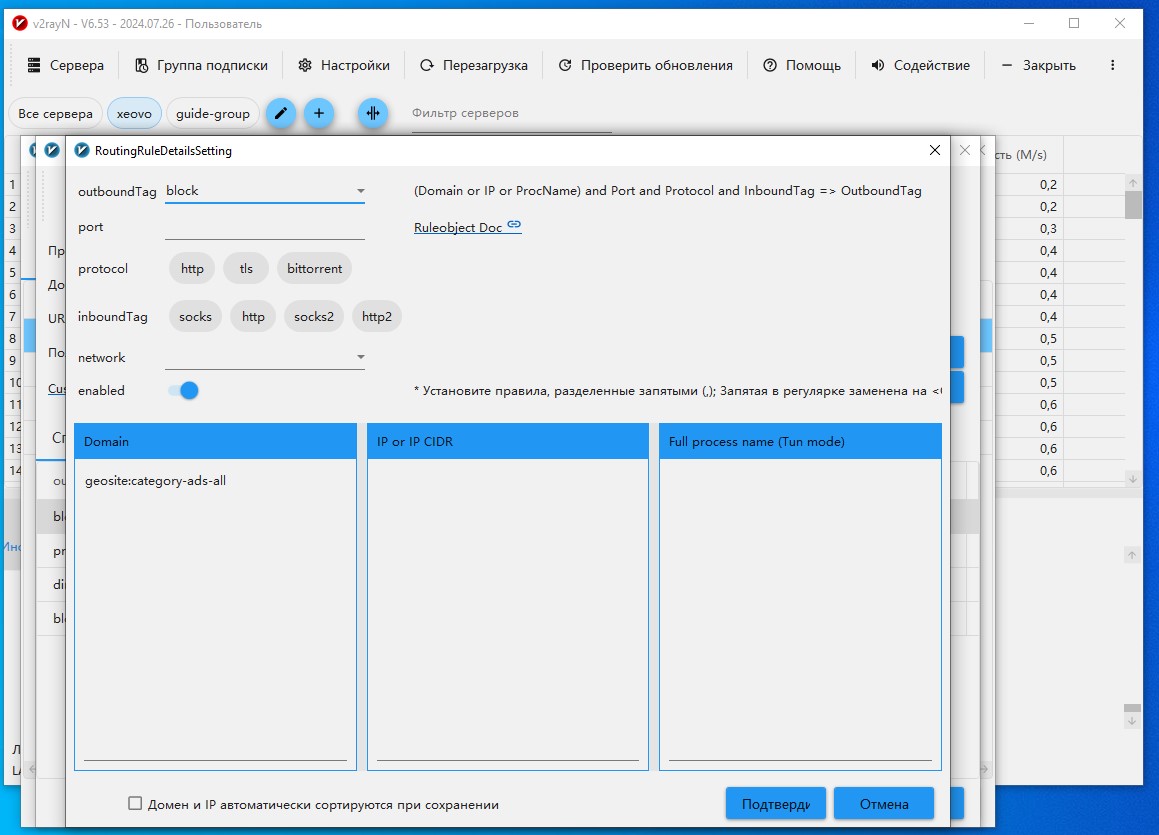 v2rayN - V6.53 - 2024.07.26 - Пользователь
Сервера Группа подписки Настройки Перезагрузка Проверить обновления Помощь Содействие Закрыть
Все сервера xeovo guide-group Фильтр серверов
RoutingRuleDetailsSetting
сть (M/s)
outboundTag block (Domain or IP or ProcName) and Port and Protocol and InboundTag => OutboundTag
port Ruleobject Doc
protocol http tls bittorrent
inboundTag socks http socks2 http2
network
enabled * Установите правила, разделенные запятыми (,); Запятая в регулярке заменена на <
Domain IP or IP CIDR Full process name (Tun mode)
geosite:category-ads-all
Домен и IP автоматически сортируются при сохранении Подтверди Отмена
1 0,2
2 0,2
3 0,3
4 0,4
5 0,4
6 0,4
7 0,4
8 0,5
9 0,5
10 0,5
11 0,6
12 0,6
13 0,6
14 0,6
Пр
До
UR
По
Cus
Сп
ou
blo
pr
di
blo
Инф